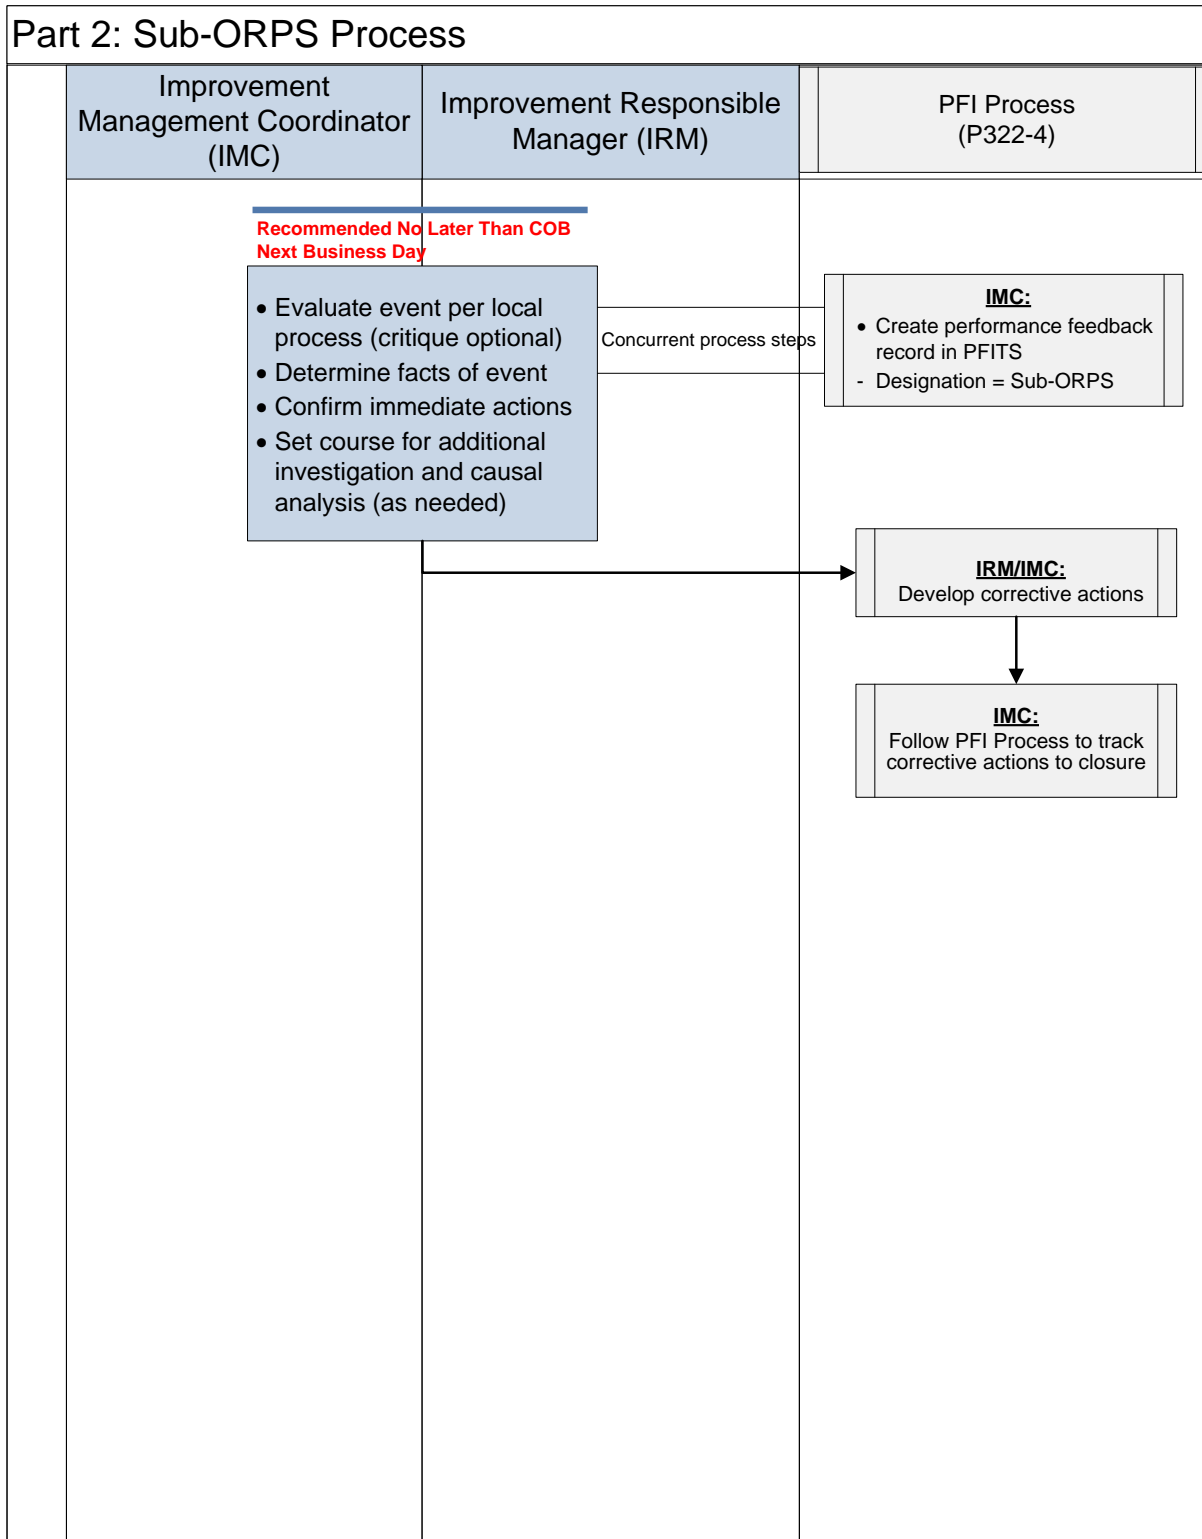 Part 2: Sub-ORPS Process
Improvement
Management Coordinator
(IMC)
Improvement Responsible
Manager (IRM)
PFI Process
(P322-4)
Recommended No Later Than COB
Next Business Day
• Evaluate event per local
process (critique optional)
• Determine facts of event
• Confirm immediate actions
• Set course for additional
investigation and causal
analysis (as needed)
Concurrent process steps
IMC:
• Create performance feedback
record in PFITS
- Designation = Sub-ORPS
IRM/IMC:
Develop corrective actions
IMC:
Follow PFI Process to track
corrective actions to closure